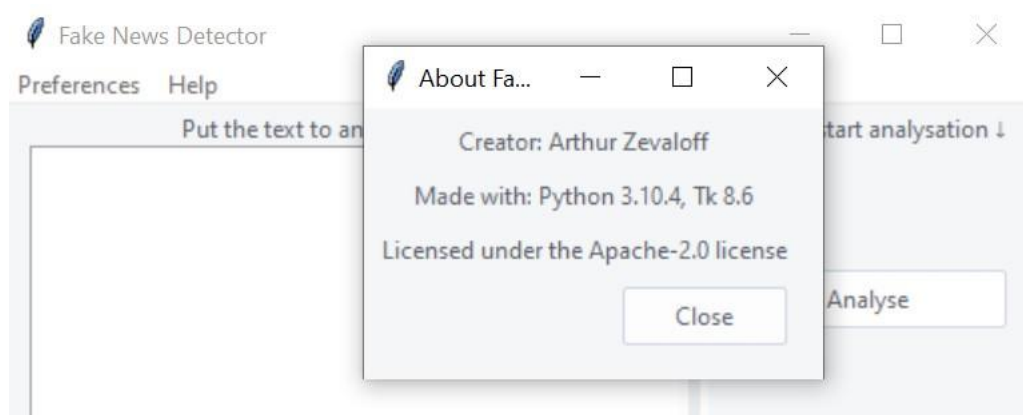 Fake News Detector
About Fa...
Preferences Help
Put the text to an
start analysation ↓
Creator: Arthur Zevaloff
Made with: Python 3.10.4, Tk 8.6
Licensed under the Apache-2.0 license
Analyse
Close